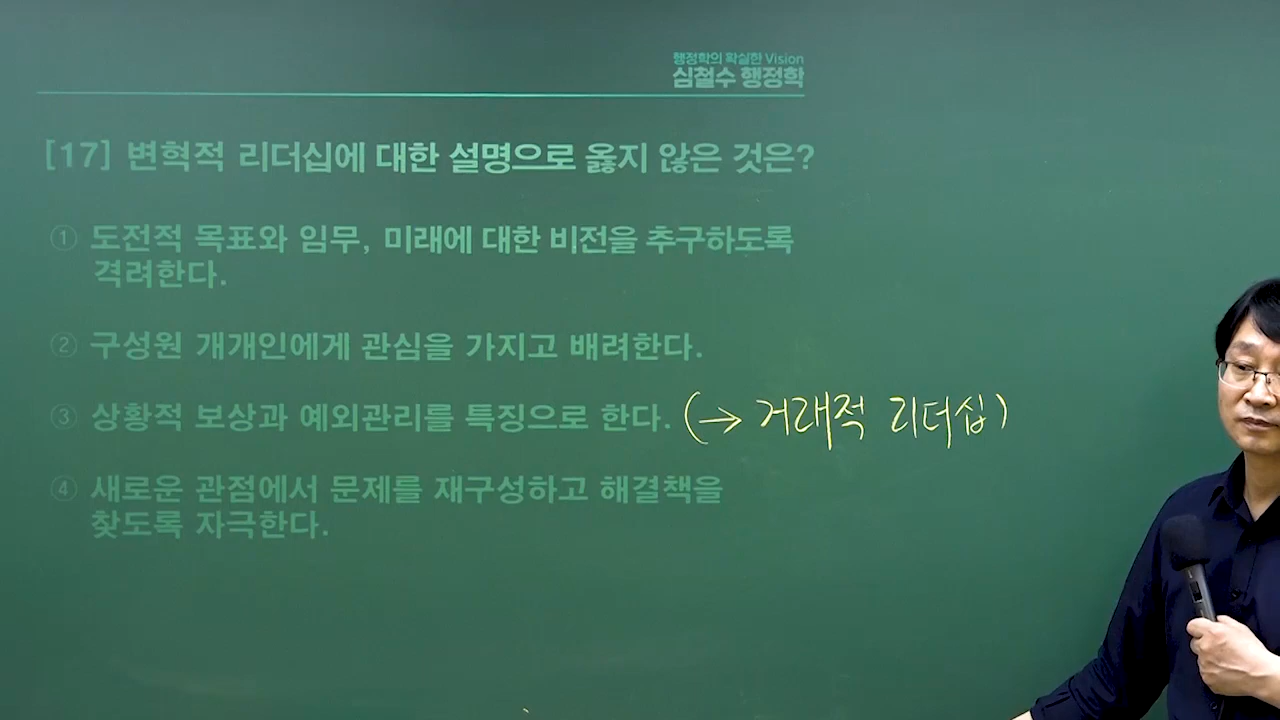 행정학의 확실한 Vision
심철수 행정학
[17] 변혁적 리더십에 대한 설명으로 옳지 않은 것은?
① 도전적 목표와 임무, 미래에 대한 비전을 추구하도록
격려한다.
② 구성원 개개인에게 관심을 가지고 배려한다.
③ 상황적 보상과 예외관리를 특징으로 한다. (→ 거래적 리더십)
④ 새로운 관점에서 문제를 재구성하고 해결책을
찾도록 자극한다.